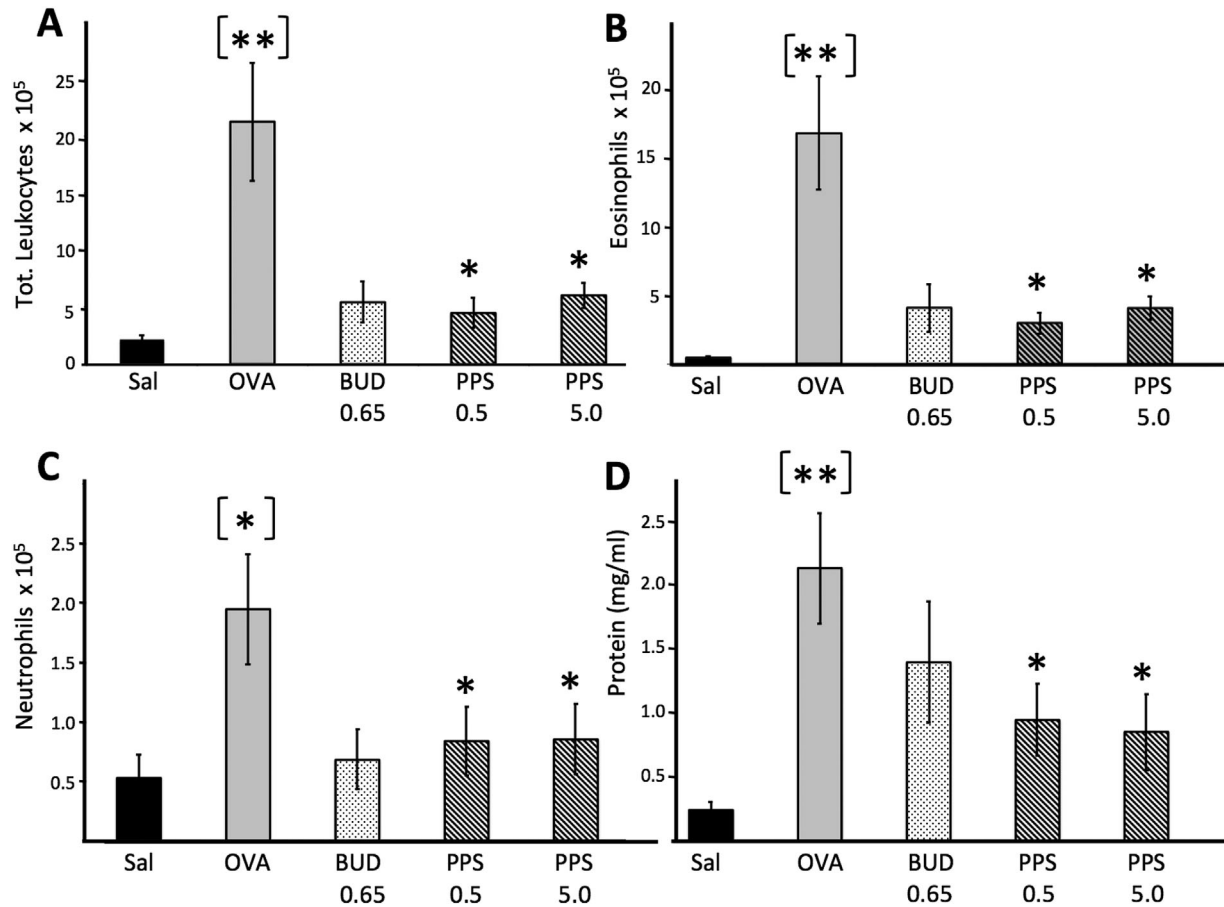 A
Tot. Leukocytes x 10⁵
25
20
15
10
5
0
[**]
*
*
Sal OVA BUD PPS PPS
0.65 0.5 5.0
B
Eosinophils x 10⁵
20
15
10
5
[**]
*
*
Sal OVA BUD PPS PPS
0.65 0.5 5.0
C
Neutrophils x 10⁵
2.5
2.0
1.5
1.0
0.5
[*]
*
*
Sal OVA BUD PPS PPS
0.65 0.5 5.0
D
Protein (mg/ml)
2.5
2.0
1.5
1.0
0.5
[**]
*
*
Sal OVA BUD PPS PPS
0.65 0.5 5.0